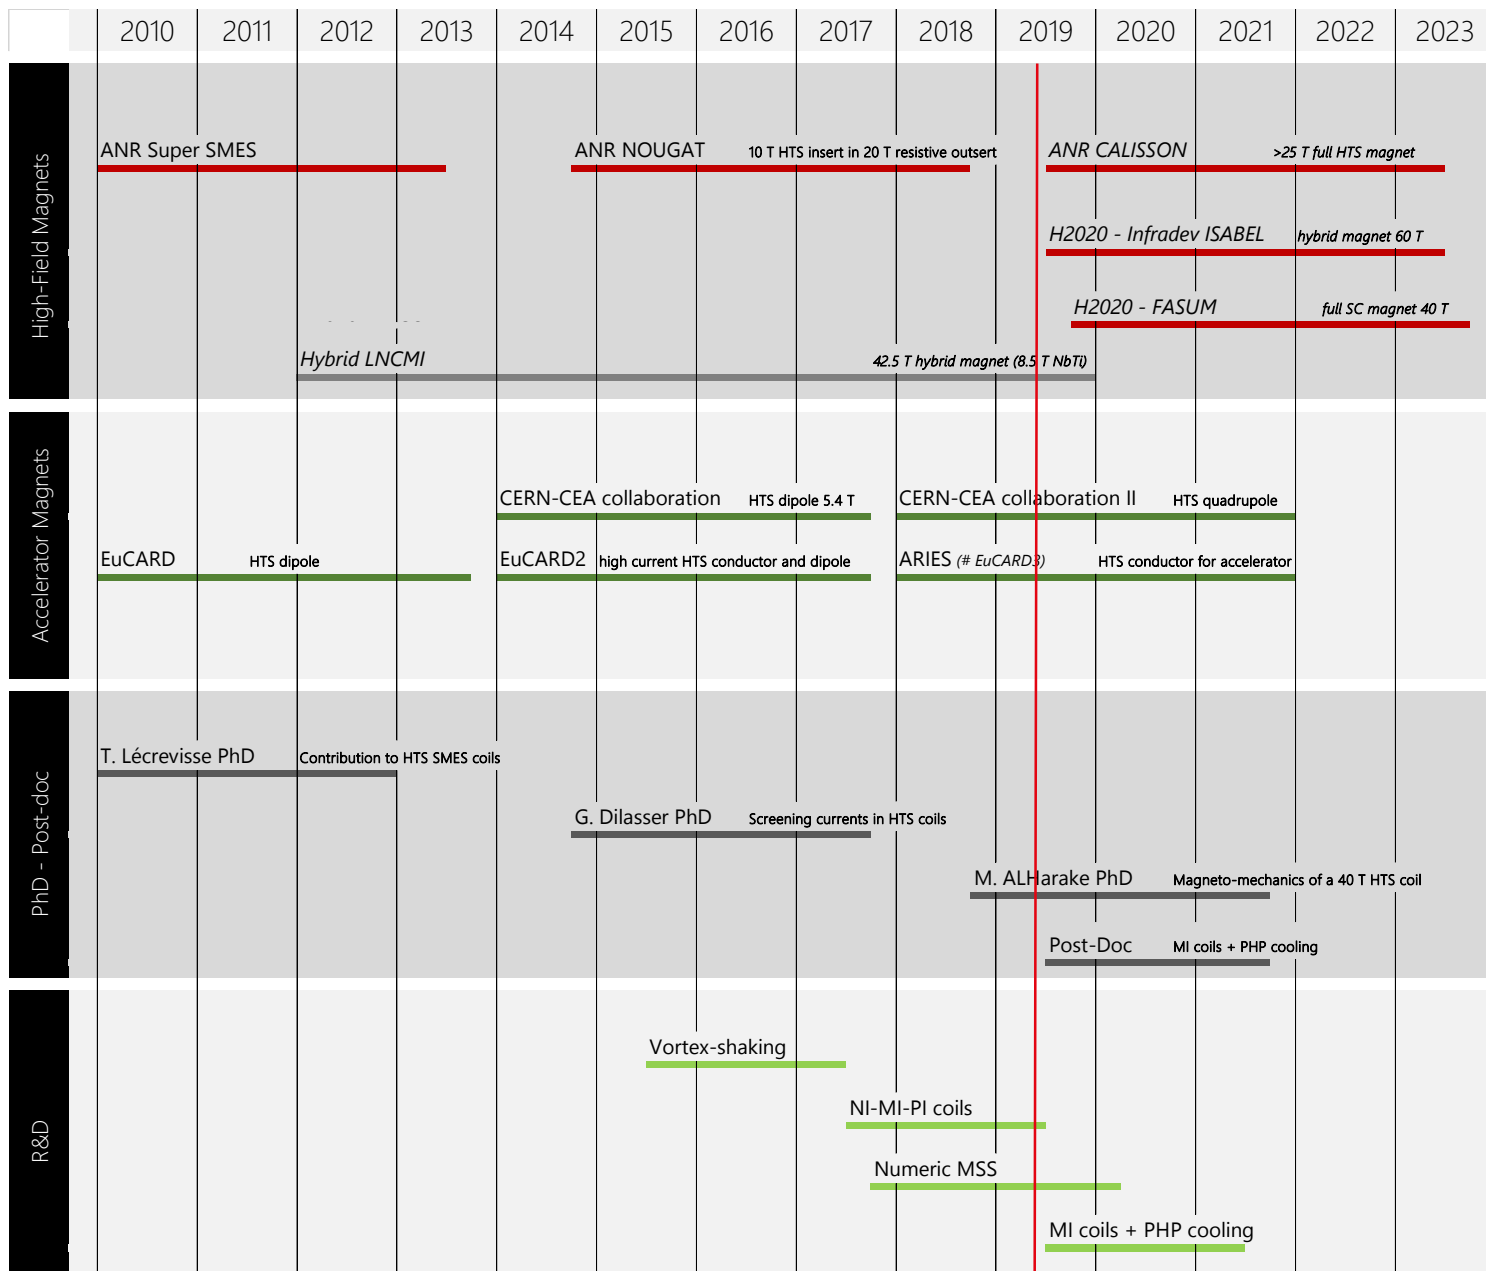 2010 2011 2012 2013 2014 2015 2016 2017 2018 2019 2020 2021 2022 2023
High-Field Magnets
ANR Super SMES
ANR NOUGAT 10 T HTS insert in 20 T resistive outsert
ANR CALISSON >25 T full HTS magnet
H2020 - Infradev ISABEL hybrid magnet 60 T
H2020 - FASUM full SC magnet 40 T
Hybrid LNCMI 42.5 T hybrid magnet (8.5 T NbTi)
Accelerator Magnets
CERN-CEA collaboration HTS dipole 5.4 T
CERN-CEA collaboration II HTS quadrupole
EuCARD HTS dipole
EuCARD2 high current HTS conductor and dipole
ARIES (# EuCARD3) HTS conductor for accelerator
PhD - Post-doc
T. Lécrevisse PhD Contribution to HTS SMES coils
G. Dilasser PhD Screening currents in HTS coils
M. ALHarake PhD Magneto-mechanics of a 40 T HTS coil
Post-Doc MI coils + PHP cooling
R&D
Vortex-shaking
NI-MI-PI coils
Numeric MSS
MI coils + PHP cooling